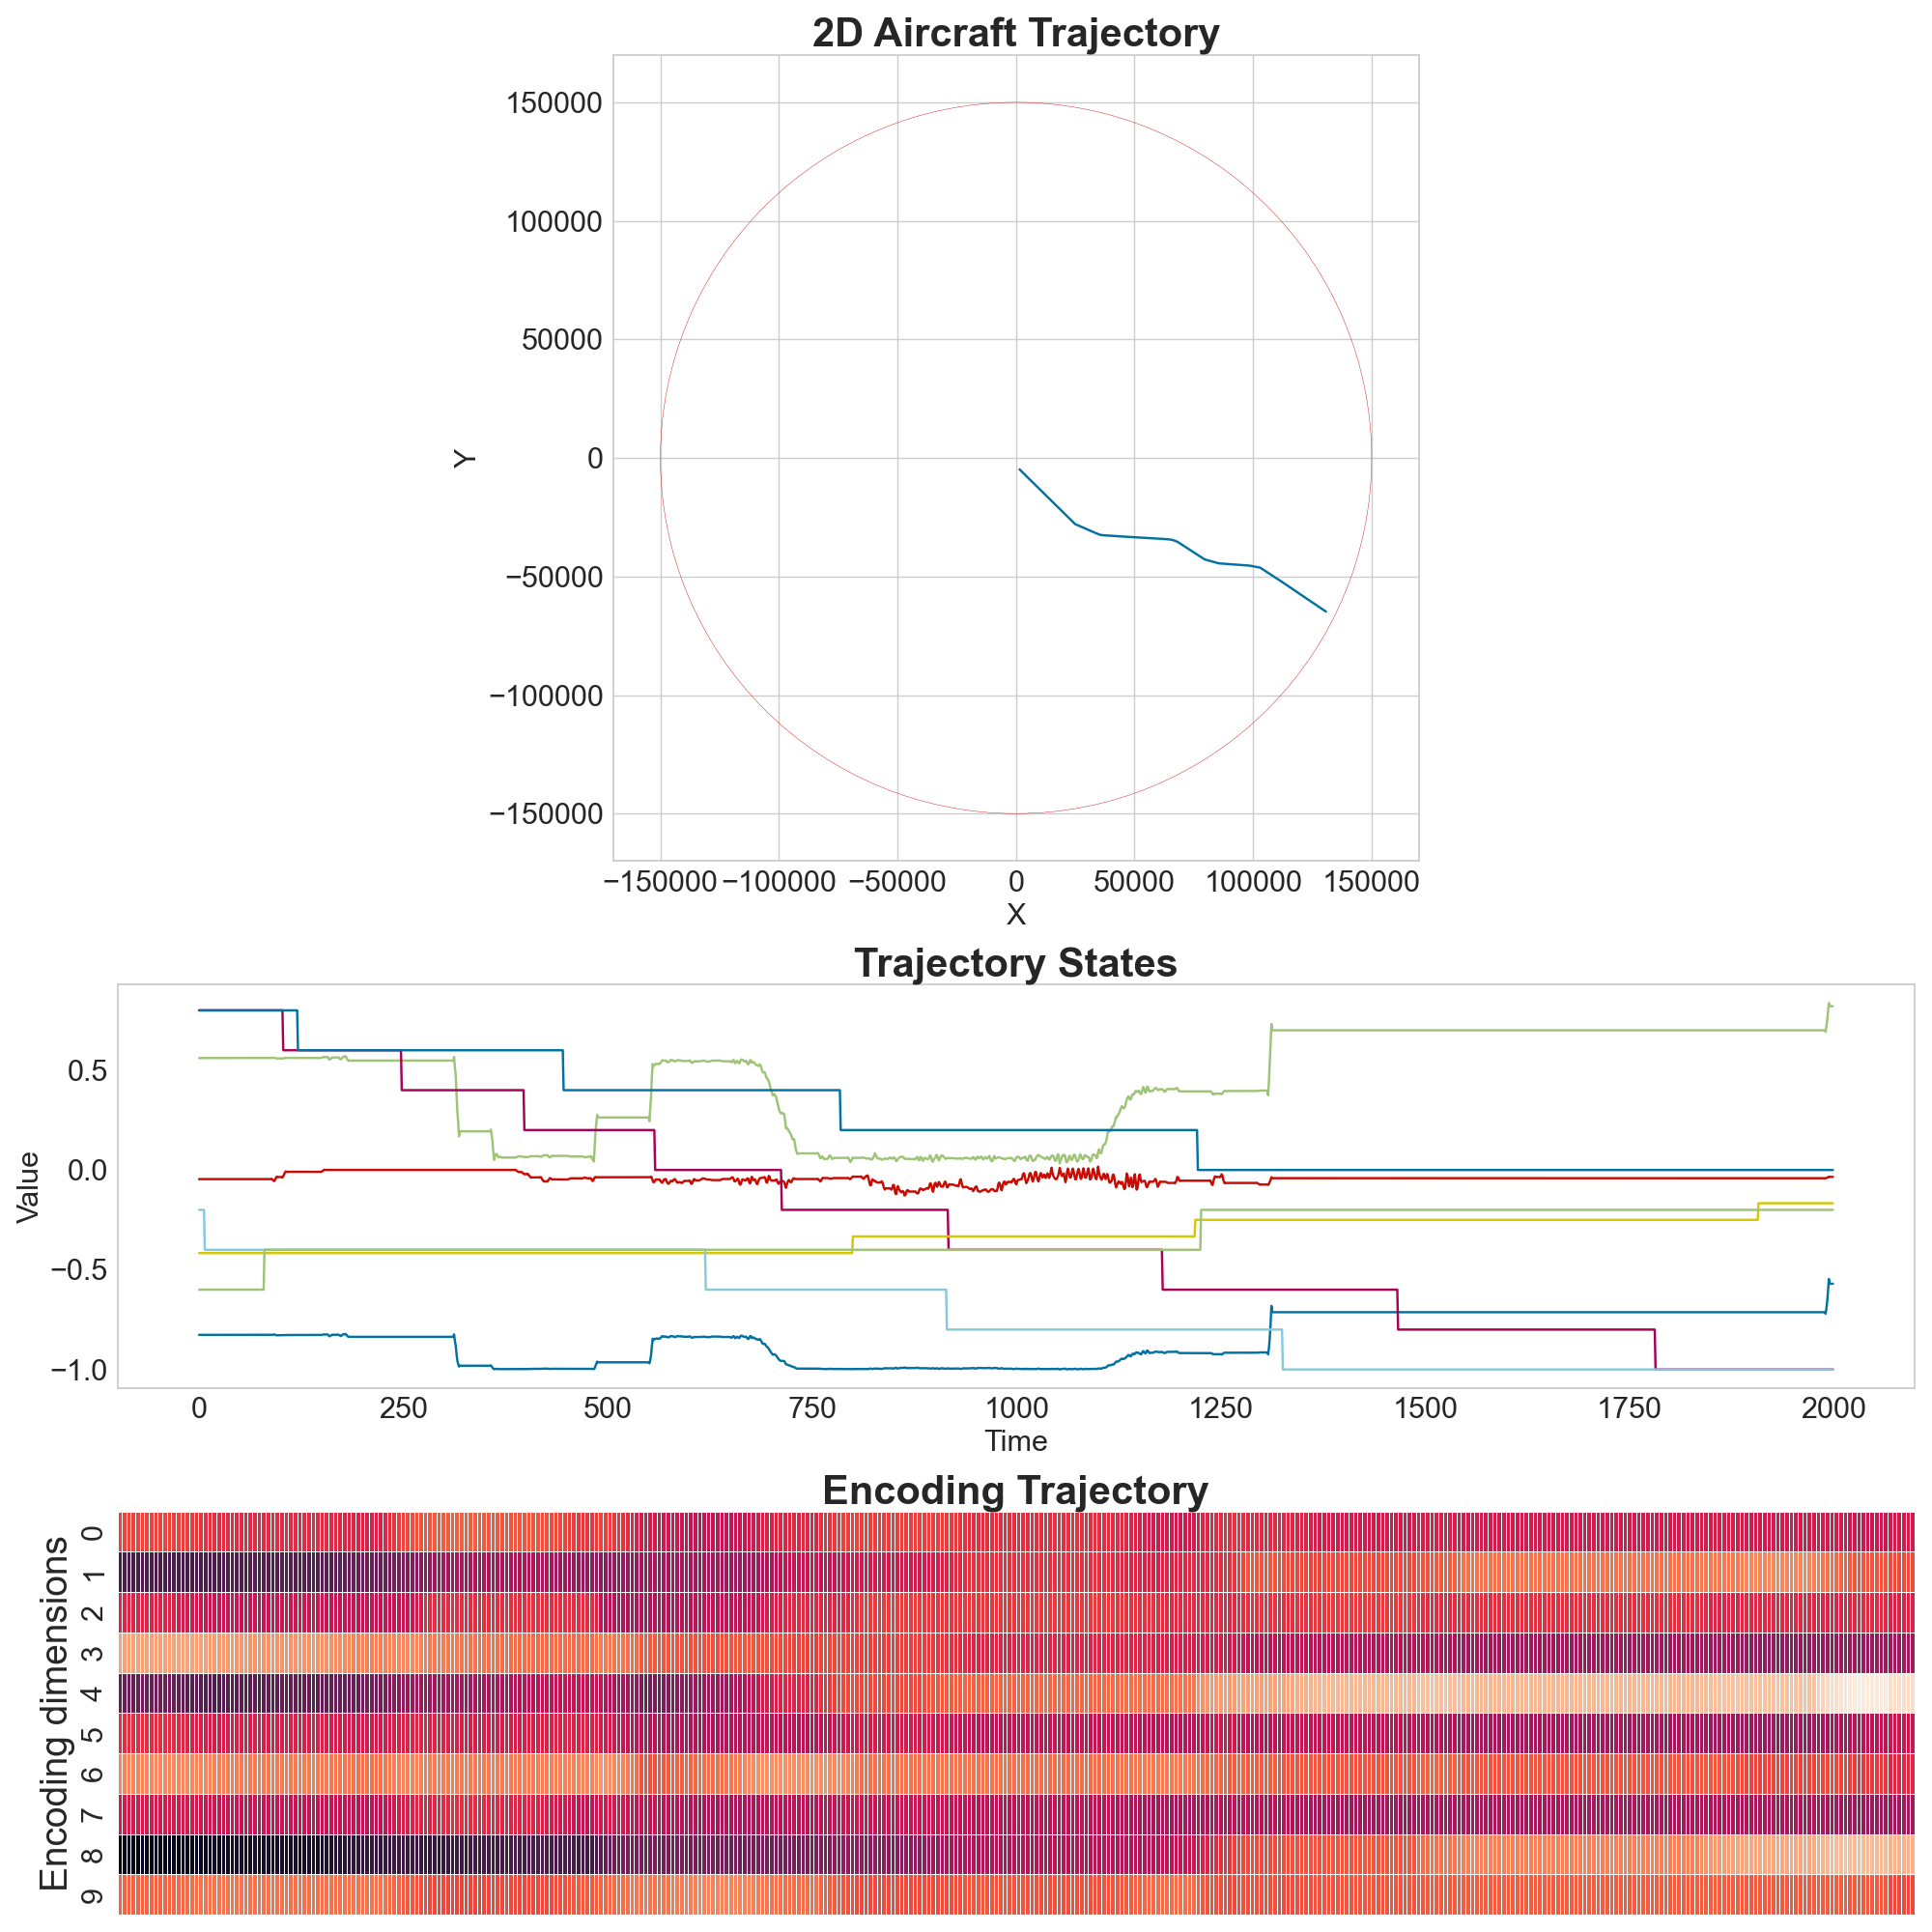 2D Aircraft Trajectory
150000
100000
50000
0
−50000
−100000
−150000
Y
−150000 −100000 −50000 0 50000 100000 150000
X
Trajectory States
0.5
0.0
−0.5
−1.0
Value
0 250 500 750 1000 1250 1500 1750 2000
Time
Encoding Trajectory
Encoding dimensions
0
1
2
3
4
5
6
7
8
9